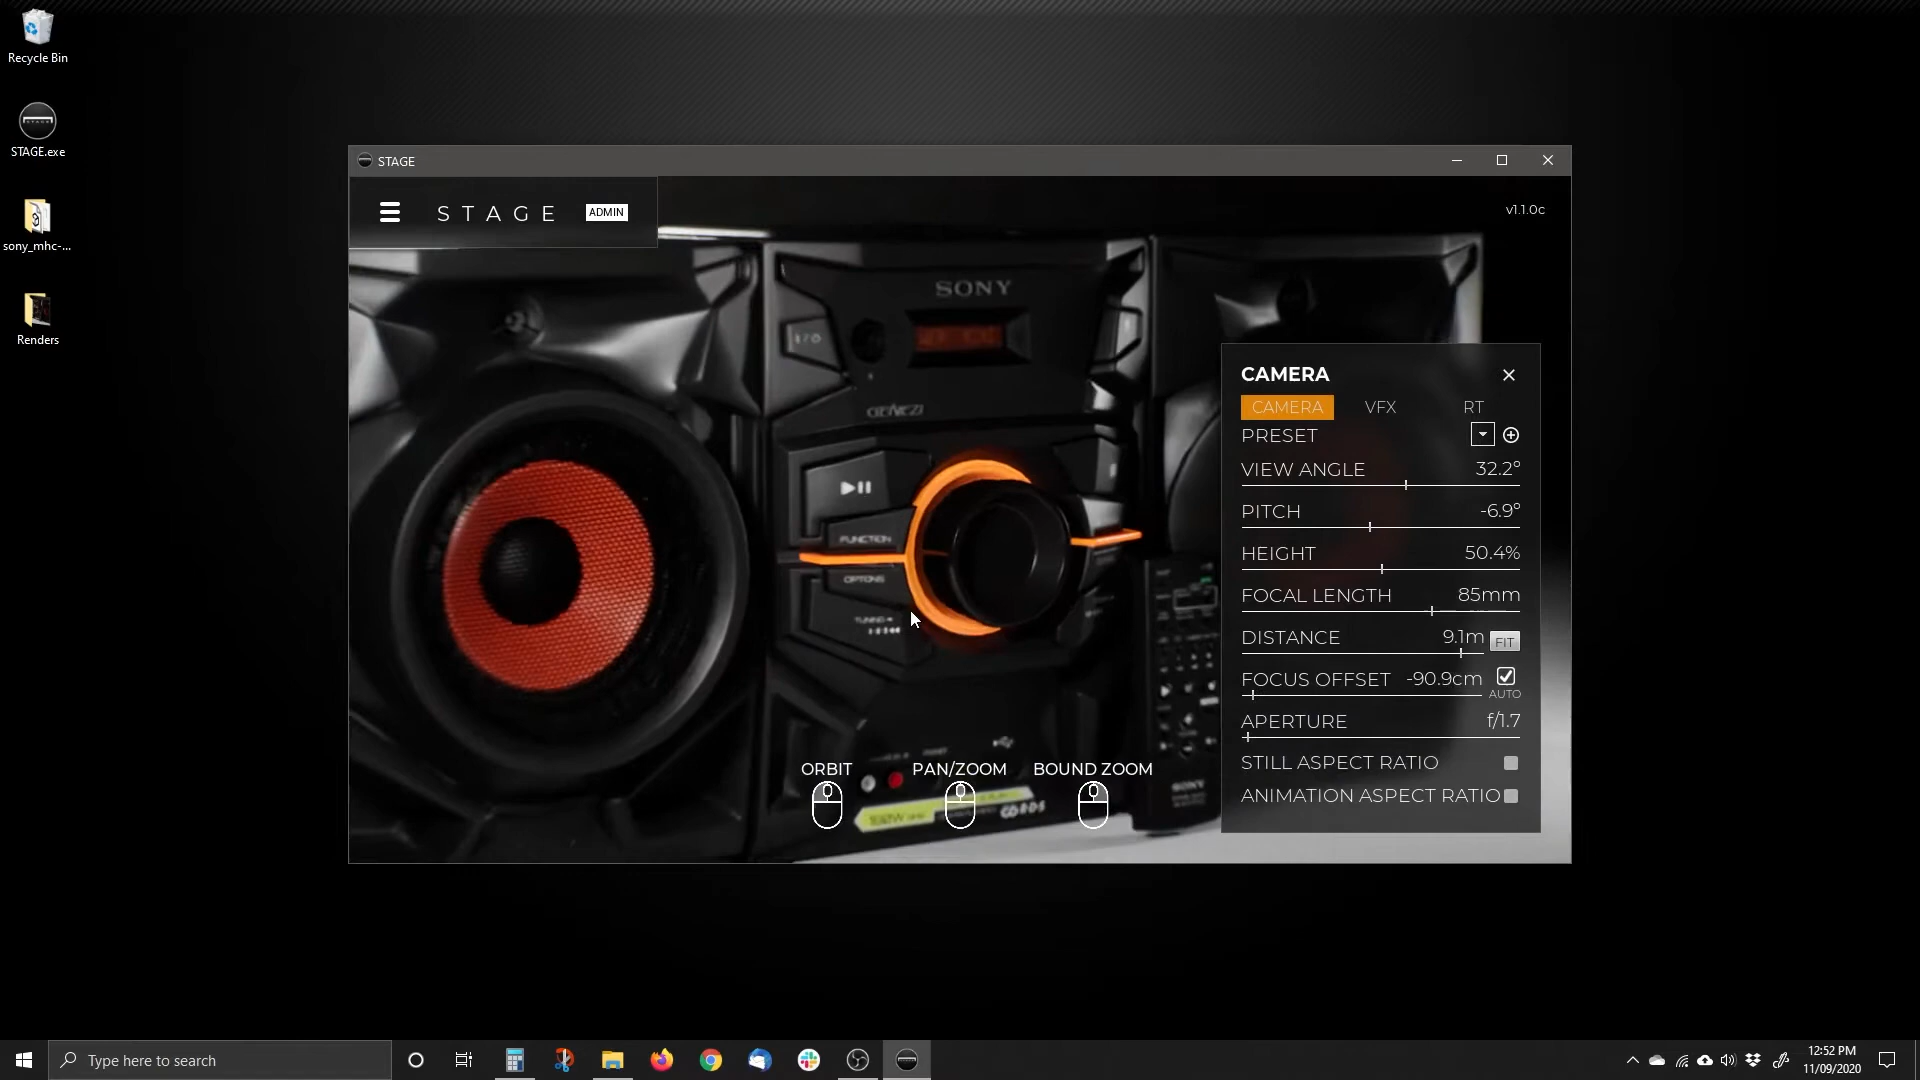 Recycle Bin
STAGE.exe
sony_mhc-...
Renders
STAGE
STAGE
ADMIN
v1.1.0c
SONY
GENEZI
FUNCTION
OPTIONS
TUNING
SONY
ORBIT
PAN/ZOOM
BOUND ZOOM
CAMERA
CAMERA
VFX
RT
PRESET
VIEW ANGLE 32.2°
PITCH -6.9°
HEIGHT 50.4%
FOCAL LENGTH 85mm
DISTANCE 9.1m FIT
FOCUS OFFSET -90.9cm
AUTO
APERTURE f/1.7
STILL ASPECT RATIO
ANIMATION ASPECT RATIO
Type here to search
12:52 PM
11/09/2020